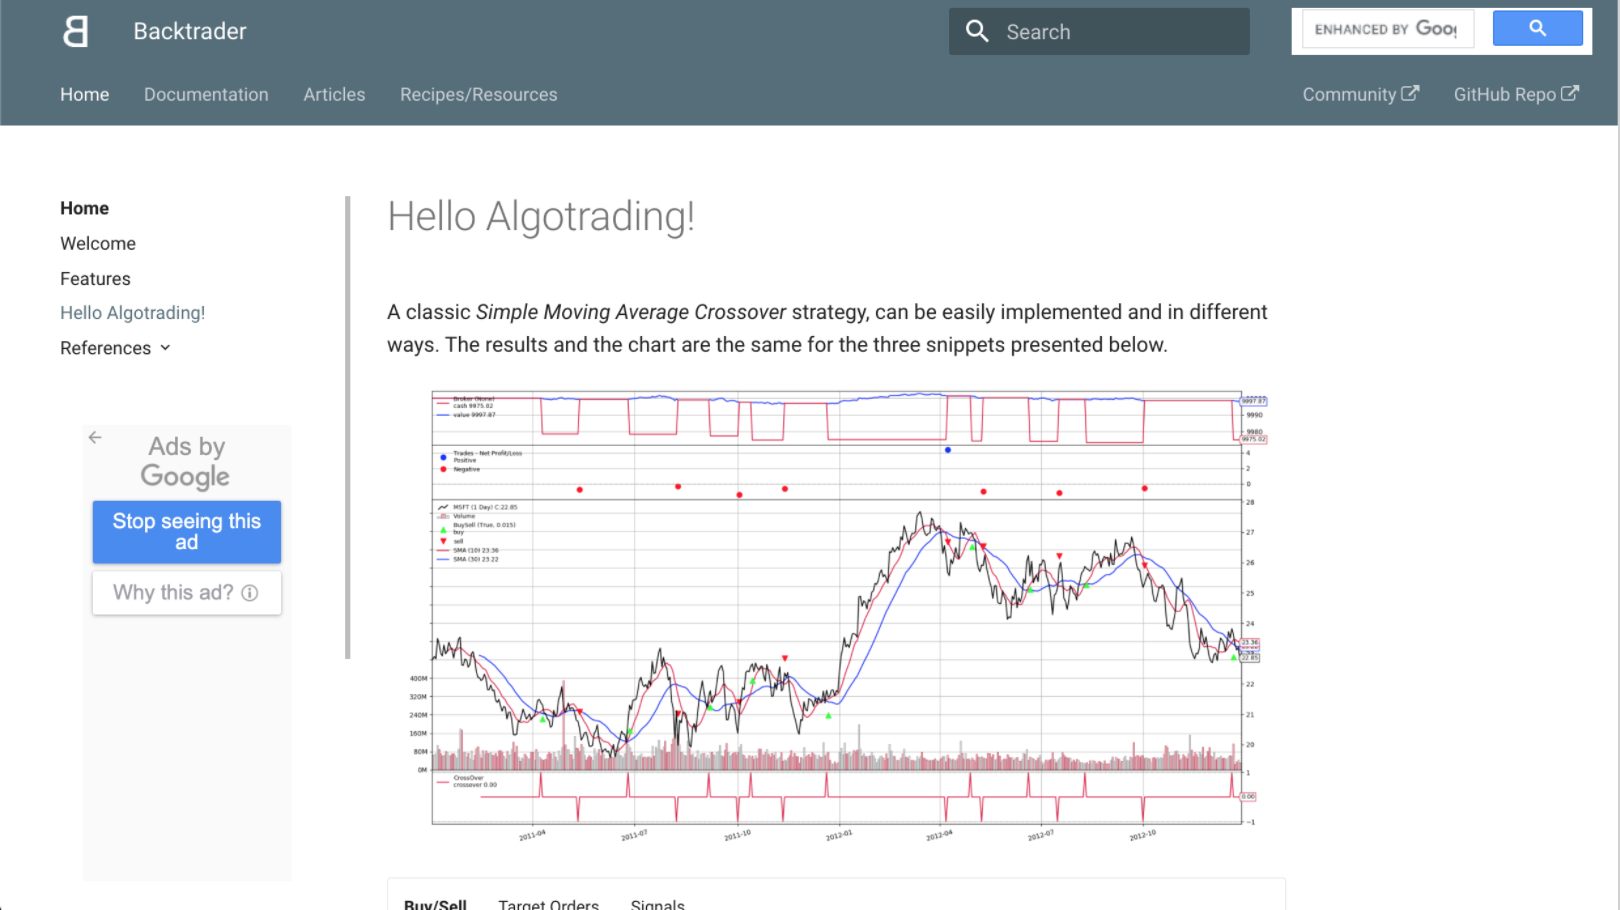 B Backtrader
Search
ENHANCED BY Goog
Home Documentation Articles Recipes/Resources
Community GitHub Repo
Home
Welcome
Features
Hello Algotrading!
References
Ads by
Google
Stop seeing this
ad
Why this ad?
Hello Algotrading!
A classic Simple Moving Average Crossover strategy, can be easily implemented and in different
ways. The results and the chart are the same for the three snippets presented below.
Broker (None)
cash 9975.02
value 9997.87
9997.87
9990
9980
9975.02
Trades - Net Profit/Loss
Positive
Negative
4
2
0
MSFT (1 Day) C:22.85
Volume
BuySell (True, 0.015)
buy
sell
SMA (10) 23.36
SMA (30) 23.22
28
27
26
25
24
23.36
22.85
22
21
20
400M
320M
240M
160M
80M
0M
CrossOver
crossover 0.00
1
0.00
−1
2011-04 2011-07 2011-10 2012-01 2012-04 2012-07 2012-10
Buy/Sell Target Orders Signals